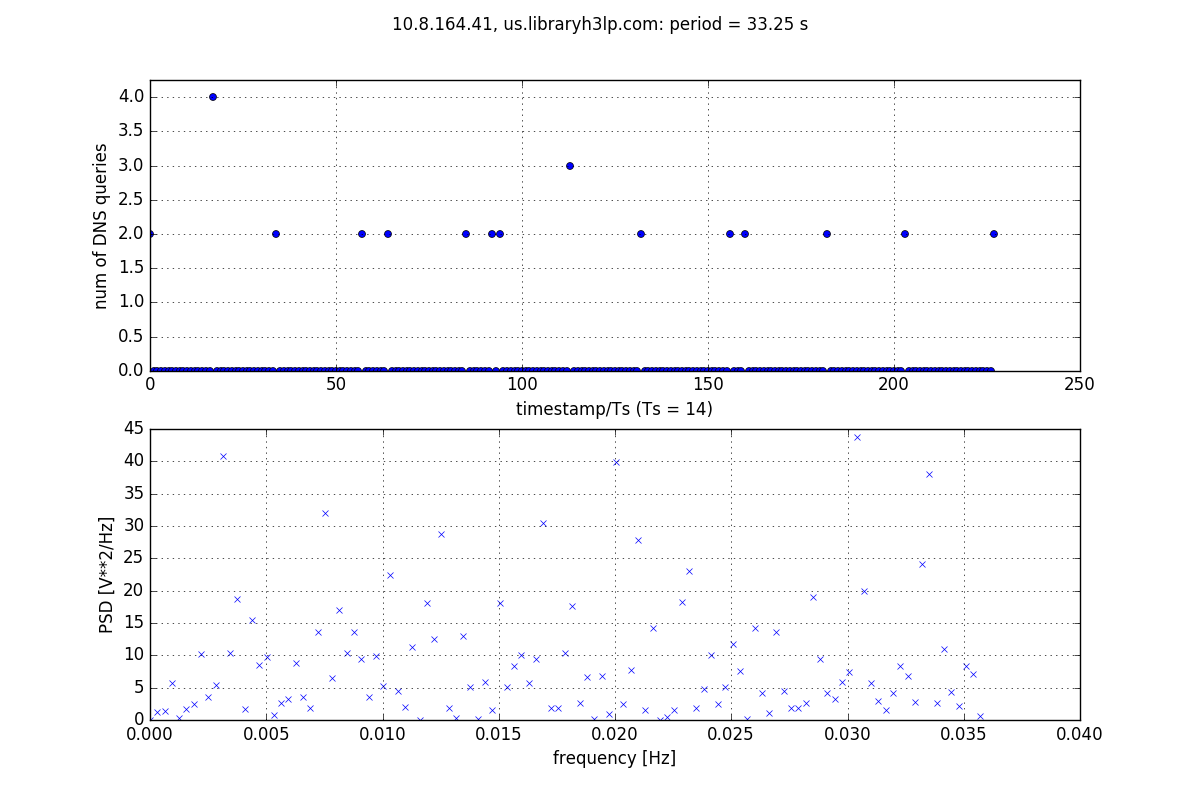 10.8.164.41, us.libraryh3lp.com: period = 33.25 s
4.0
3.5
3.0
2.5
2.0
1.5
1.0
0.5
0.0
num of DNS queries
0 50 100 150 200 250
timestamp/Ts (Ts = 14)
45
40
35
30
25
20
15
10
5
0
PSD [V**2/Hz]
0.000 0.005 0.010 0.015 0.020 0.025 0.030 0.035 0.040
frequency [Hz]